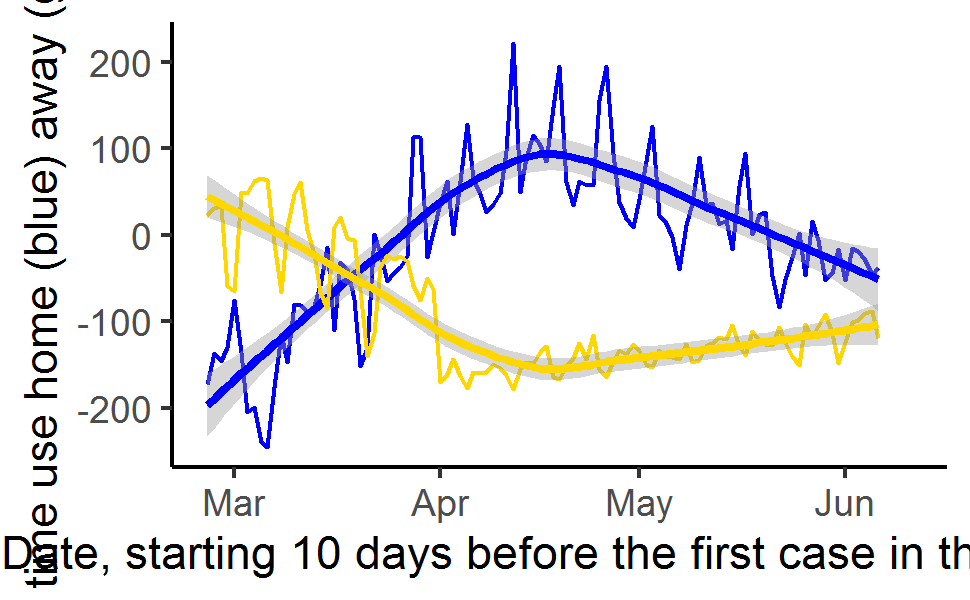 time use home (blue) away (
200
100
0
-100
-200
Mar Apr May Jun
Date, starting 10 days before the first case in th